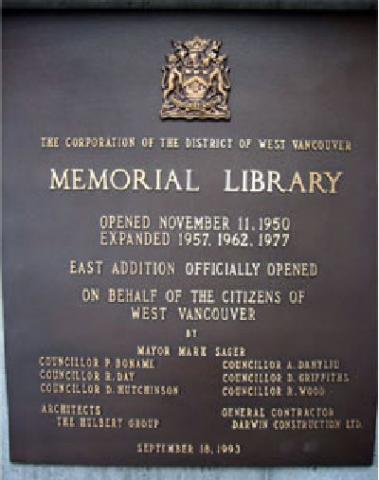 THE CORPORATION OF THE DISTRICT OF WEST VANCOUVER
MEMORIAL LIBRARY
OPENED NOVEMBER 11, 1950
EXPANDED 1957, 1962, 1977
EAST ADDITION OFFICIALLY OPENED
ON BEHALF OF THE CITIZENS OF
WEST VANCOUVER
BY
MAYOR MARK SAGER
COUNCILLOR P. BONAME
COUNCILLOR R. DAY
COUNCILLOR D. HUTCHINSON
COUNCILLOR A. DANYLIU
COUNCILLOR D. GRIFFITHS
COUNCILLOR R. WOOD
ARCHITECTS
THE HULBERT GROUP
GENERAL CONTRACTOR
DARWIN CONSTRUCTION LTD.
SEPTEMBER 18, 1993